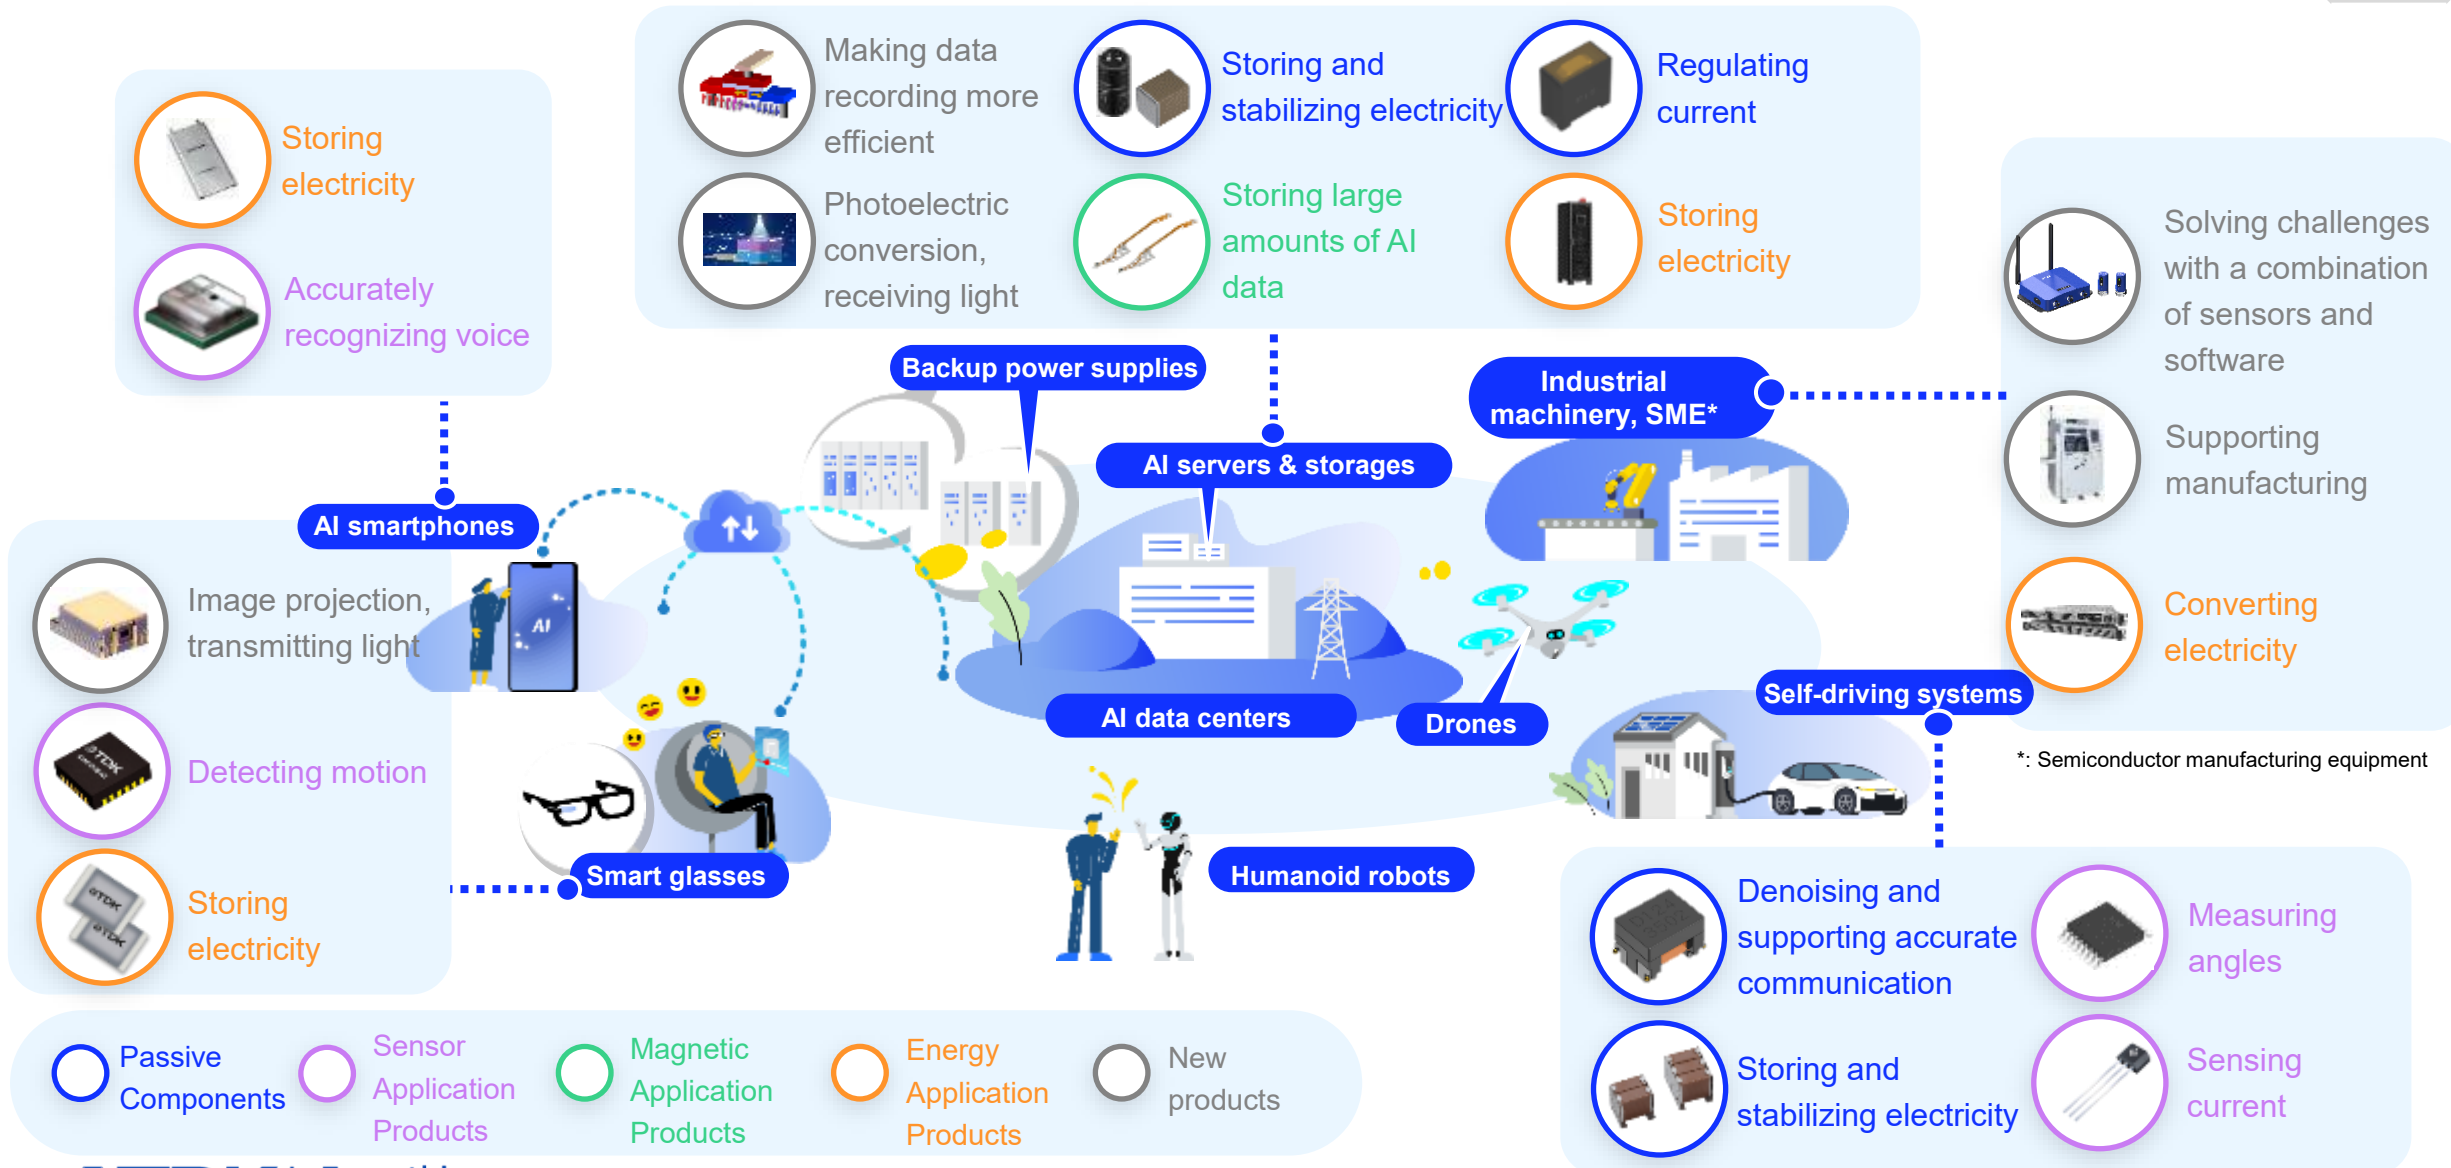 Storing
electricity
Accurately
recognizing voice
Making data
recording more
efficient
Photoelectric
conversion,
receiving light
Storing and
stabilizing electricity
Storing large
amounts of AI
data
Regulating
current
Storing
electricity
Solving challenges
with a combination
of sensors and
software
Supporting
manufacturing
Converting
electricity
*: Semiconductor manufacturing equipment
Backup power supplies
Industrial
machinery, SME*
AI servers & storages
AI smartphones
AI
Image projection,
transmitting light
TDK
Detecting motion
TDK
TDK
Storing
electricity
Self-driving systems
AI data centers
Drones
Smart glasses
Humanoid robots
Denoising and
supporting accurate
communication
Storing and
stabilizing electricity
Measuring
angles
Sensing
current
Passive
Components
Sensor
Application
Products
Magnetic
Application
Products
Energy
Application
Products
New
products